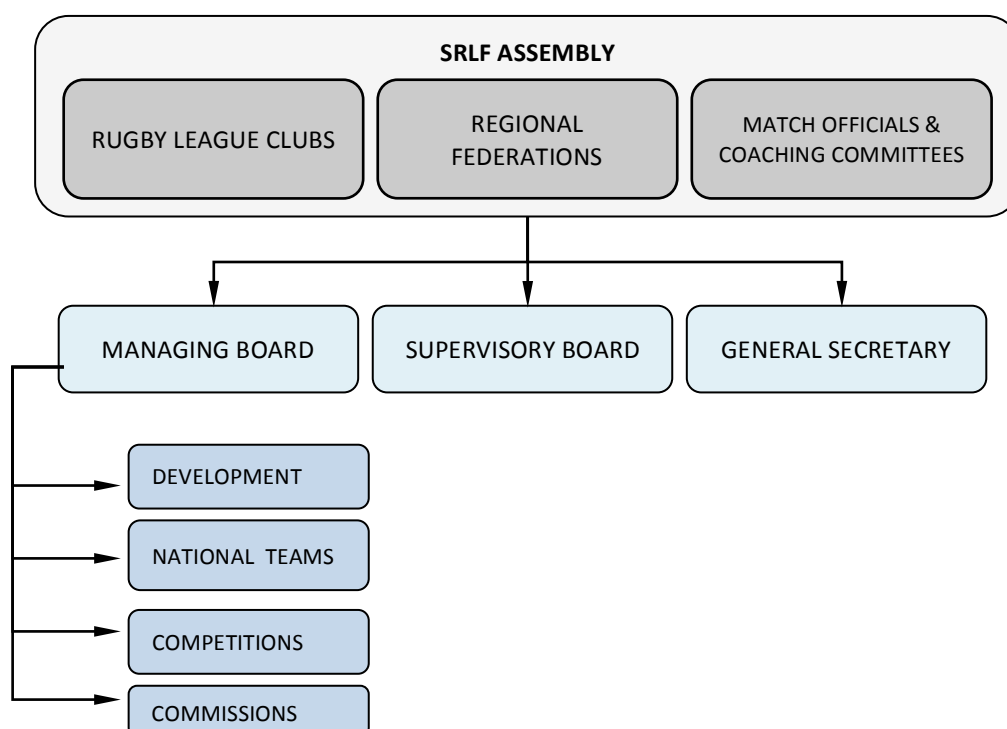 SRLF ASSEMBLY
RUGBY LEAGUE CLUBS
REGIONAL
FEDERATIONS
MATCH OFFICIALS &
COACHING COMMITTEES
MANAGING BOARD
SUPERVISORY BOARD
GENERAL SECRETARY
DEVELOPMENT
NATIONAL TEAMS
COMPETITIONS
COMMISSIONS